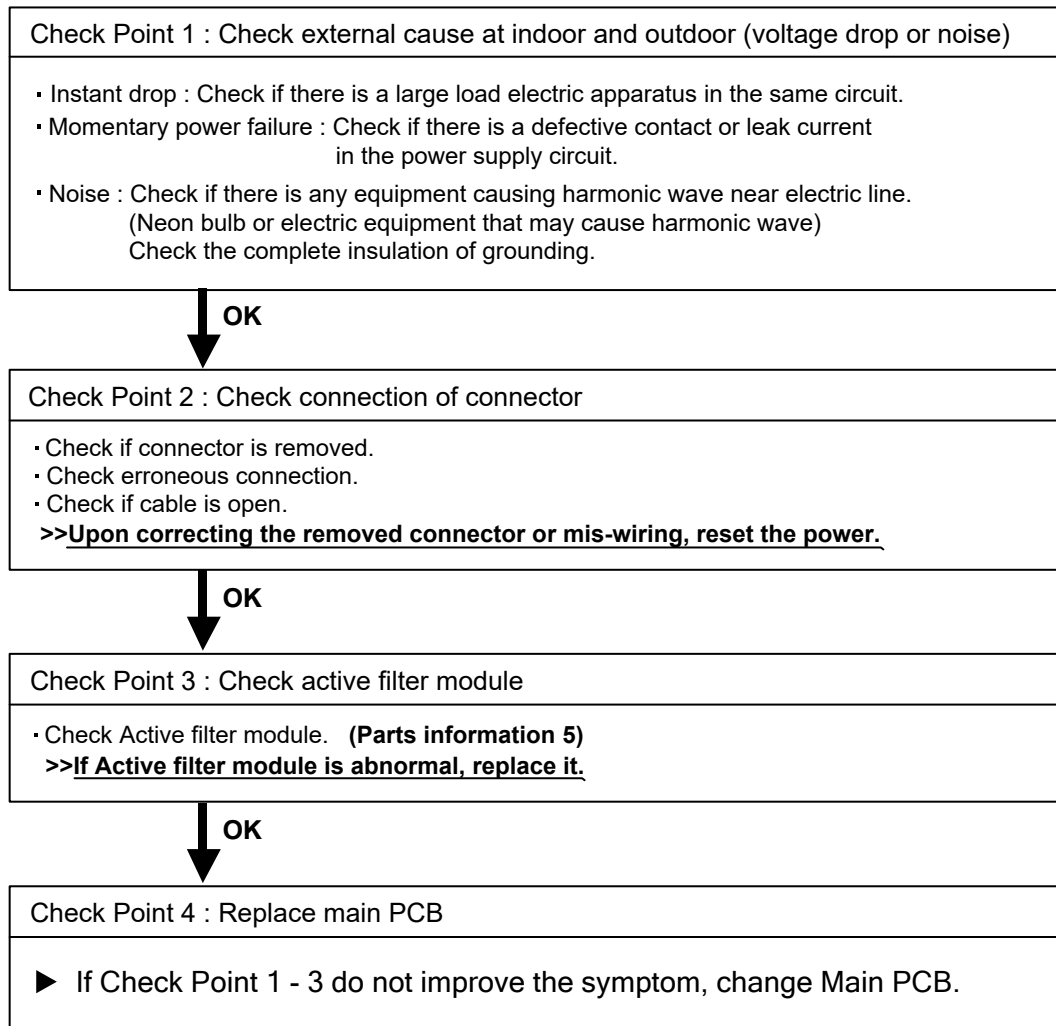 Check Point 1 : Check external cause at indoor and outdoor (voltage drop or noise)
· Instant drop : Check if there is a large load electric apparatus in the same circuit.
· Momentary power failure : Check if there is a defective contact or leak current
in the power supply circuit.
· Noise : Check if there is any equipment causing harmonic wave near electric line.
(Neon bulb or electric equipment that may cause harmonic wave)
Check the complete insulation of grounding.
OK
Check Point 2 : Check connection of connector
· Check if connector is removed.
· Check erroneous connection.
· Check if cable is open.
>>Upon correcting the removed connector or mis-wiring, reset the power.
OK
Check Point 3 : Check active filter module
· Check Active filter module. (Parts information 5)
>>If Active filter module is abnormal, replace it.
OK
Check Point 4 : Replace main PCB
▶ If Check Point 1 - 3 do not improve the symptom, change Main PCB.